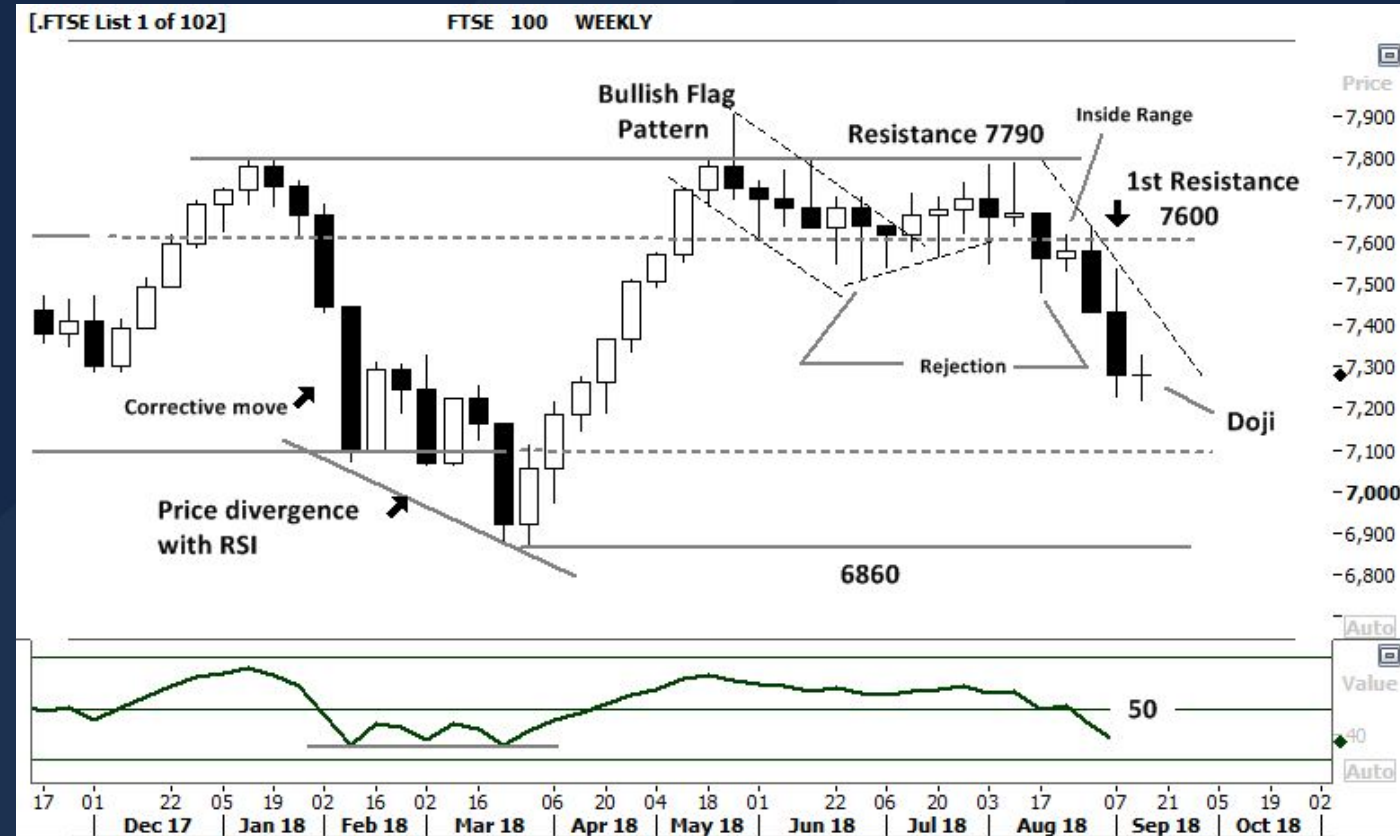 [.FTSE List 1 of 102] FTSE 100 WEEKLY
Price
Bullish Flag
Pattern
Resistance 7790
Inside Range
1st Resistance
7600
-7,900
-7,800
-7,700
-7,600
-7,500
-7,400
-7,300
-7,200
-7,100
-7,000
-6,900
-6,800
Corrective move
Rejection
Doji
Price divergence
with RSI
6860
Auto
Value
50
40
Auto
17 01 22 05 19 02 16 02 16 06 20 04 18 01 22 06 20 03 17 07 21 05 19 02
Dec 17 Jan 18 Feb 18 Mar 18 Apr 18 May 18 Jun 18 Jul 18 Aug 18 Sep 18 Oct 18